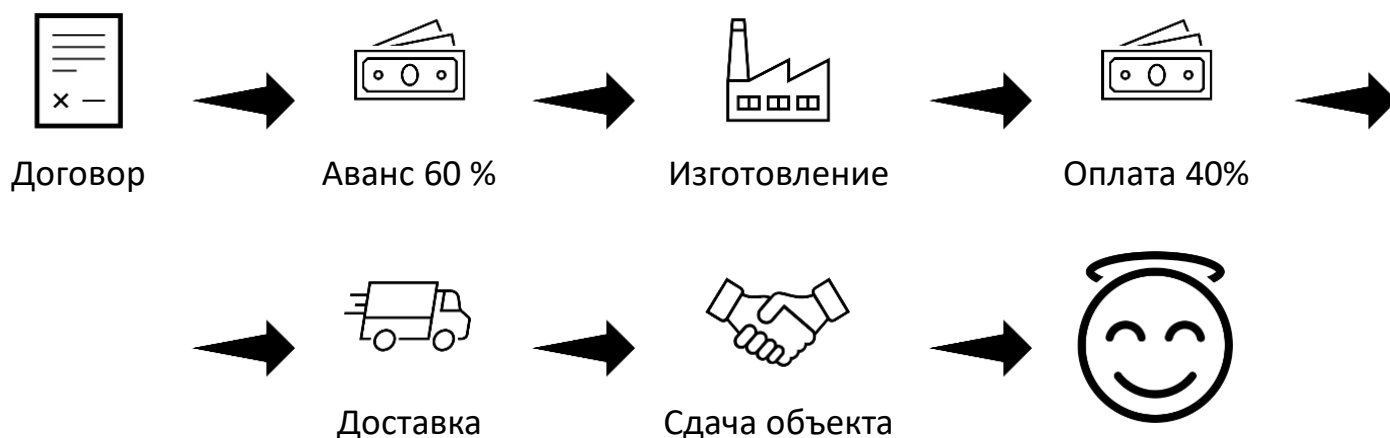 Договор
Аванс 60 %
Изготовление
Оплата 40%
Доставка
Сдача объекта